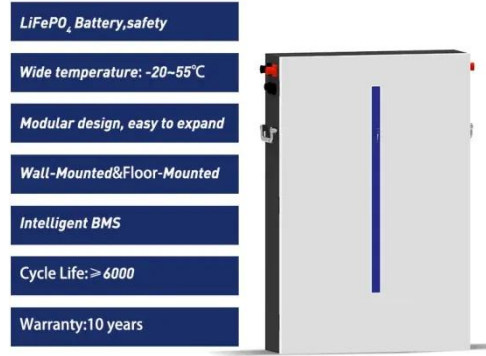 LiFePO₄ Battery,safety
Wide temperature: -20~55℃
Modular design, easy to expand
Wall-Mounted&Floor-Mounted
Intelligent BMS
Cycle Life:≥6000
Warranty:10 years